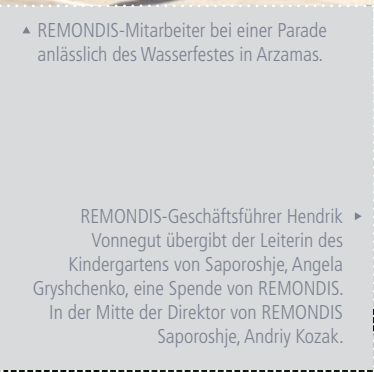 ▲ REMONDIS-Mitarbeiter bei einer Parade
anlässlich des Wasserfestes in Arzamas.
REMONDIS-Geschäftsführer Hendrik ►
Vonnegut übergibt der Leiterin des
Kindergartens von Saporoshje, Angela
Gryshchenko, eine Spende von REMONDIS.
In der Mitte der Direktor von REMONDIS
Saporoshje, Andriy Kozak.